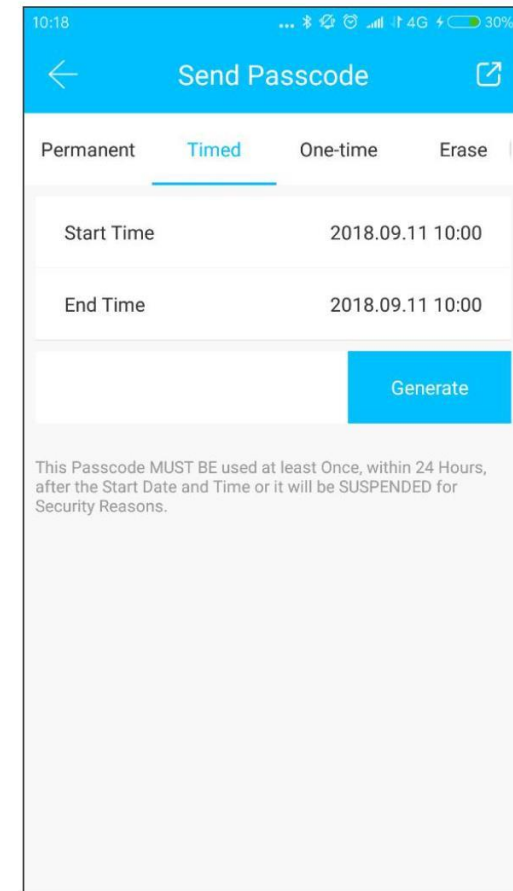 10:18 ... 4G 30%
Send Passcode
Permanent Timed One-time Erase
Start Time 2018.09.11 10:00
End Time 2018.09.11 10:00
Generate
This Passcode MUST BE used at least Once, within 24 Hours,
after the Start Date and Time or it will be SUSPENDED for
Security Reasons.